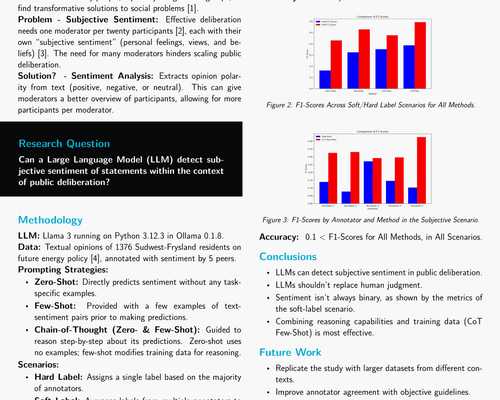 find transformative solutions to social problems [1].
Problem - Subjective Sentiment: Effective deliberation
needs one moderator per twenty participants [2], each with their
own "subjective sentiment" (personal feelings, views, and be-
liefs) [3]. The need for many moderators hinders scaling public
deliberation.
Solution? - Sentiment Analysis: Extracts opinion polar-
ity from text (positive, negative, or neutral). This can give
moderators a better overview of participants, allowing for more
participants per moderator.
Research Question
Can a Large Language Model (LLM) detect sub-
jective sentiment of statements within the context
of public deliberation?
Methodology
LLM: Llama 3 running on Python 3.12.3 in Ollama 0.1.8.
Data: Textual opinions of 1376 Sudwest-Frysland residents on
future energy policy [4], annotated with sentiment by 5 peers.
Prompting Strategies:
• Zero-Shot: Directly predicts sentiment without any task-
specific examples.
• Few-Shot: Provided with a few examples of text-
sentiment pairs prior to making predictions.
• Chain-of-Thought (Zero- & Few-Shot): Guided to
reason step-by-step about its predictions. Zero-shot uses
no examples; few-shot modifies training data for reasoning.
Scenarios:
• Hard Label: Assigns a single label based on the majority
of annotators.
Figure 2: F1-Scores Across Soft/Hard Label Scenarios for All Methods.
Figure 3: F1-Scores by Annotator and Method in the Subjective Scenario.
Accuracy: 0.1 < F1-Scores for All Methods, in All Scenarios.
Conclusions
• LLMs can detect subjective sentiment in public deliberation.
• LLMs shouldn't replace human judgment.
• Sentiment isn't always binary, as shown by the metrics of
the soft-label scenario.
• Combining reasoning capabilities and training data (CoT
Few-Shot) is most effective.
Future Work
• Replicate the study with larger datasets from different con-
texts.
• Improve annotator agreement with objective guidelines.